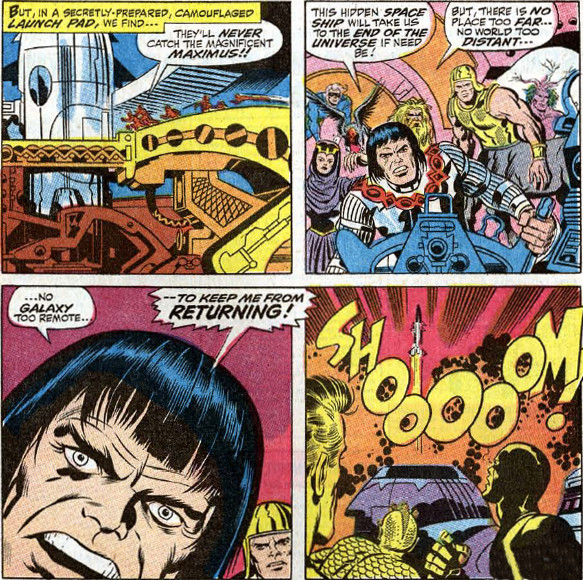 BUT, IN A SECRETLY-PREPARED, CAMOUFLAGED
LAUNCH PAD, WE FIND---
THEY'LL NEVER
CATCH THE MAGNIFICENT
MAXIMUS!!
THIS HIDDEN SPACE
SHIP WILL TAKE US
TO THE END OF THE
UNIVERSE IF NEED
BE!
BUT, THERE IS NO
PLACE TOO FAR---
NO WORLD TOO
DISTANT---
...NO
GALAXY
TOO REMOTE...
--TO KEEP ME FROM
RETURNING!
SHOOOOOM!